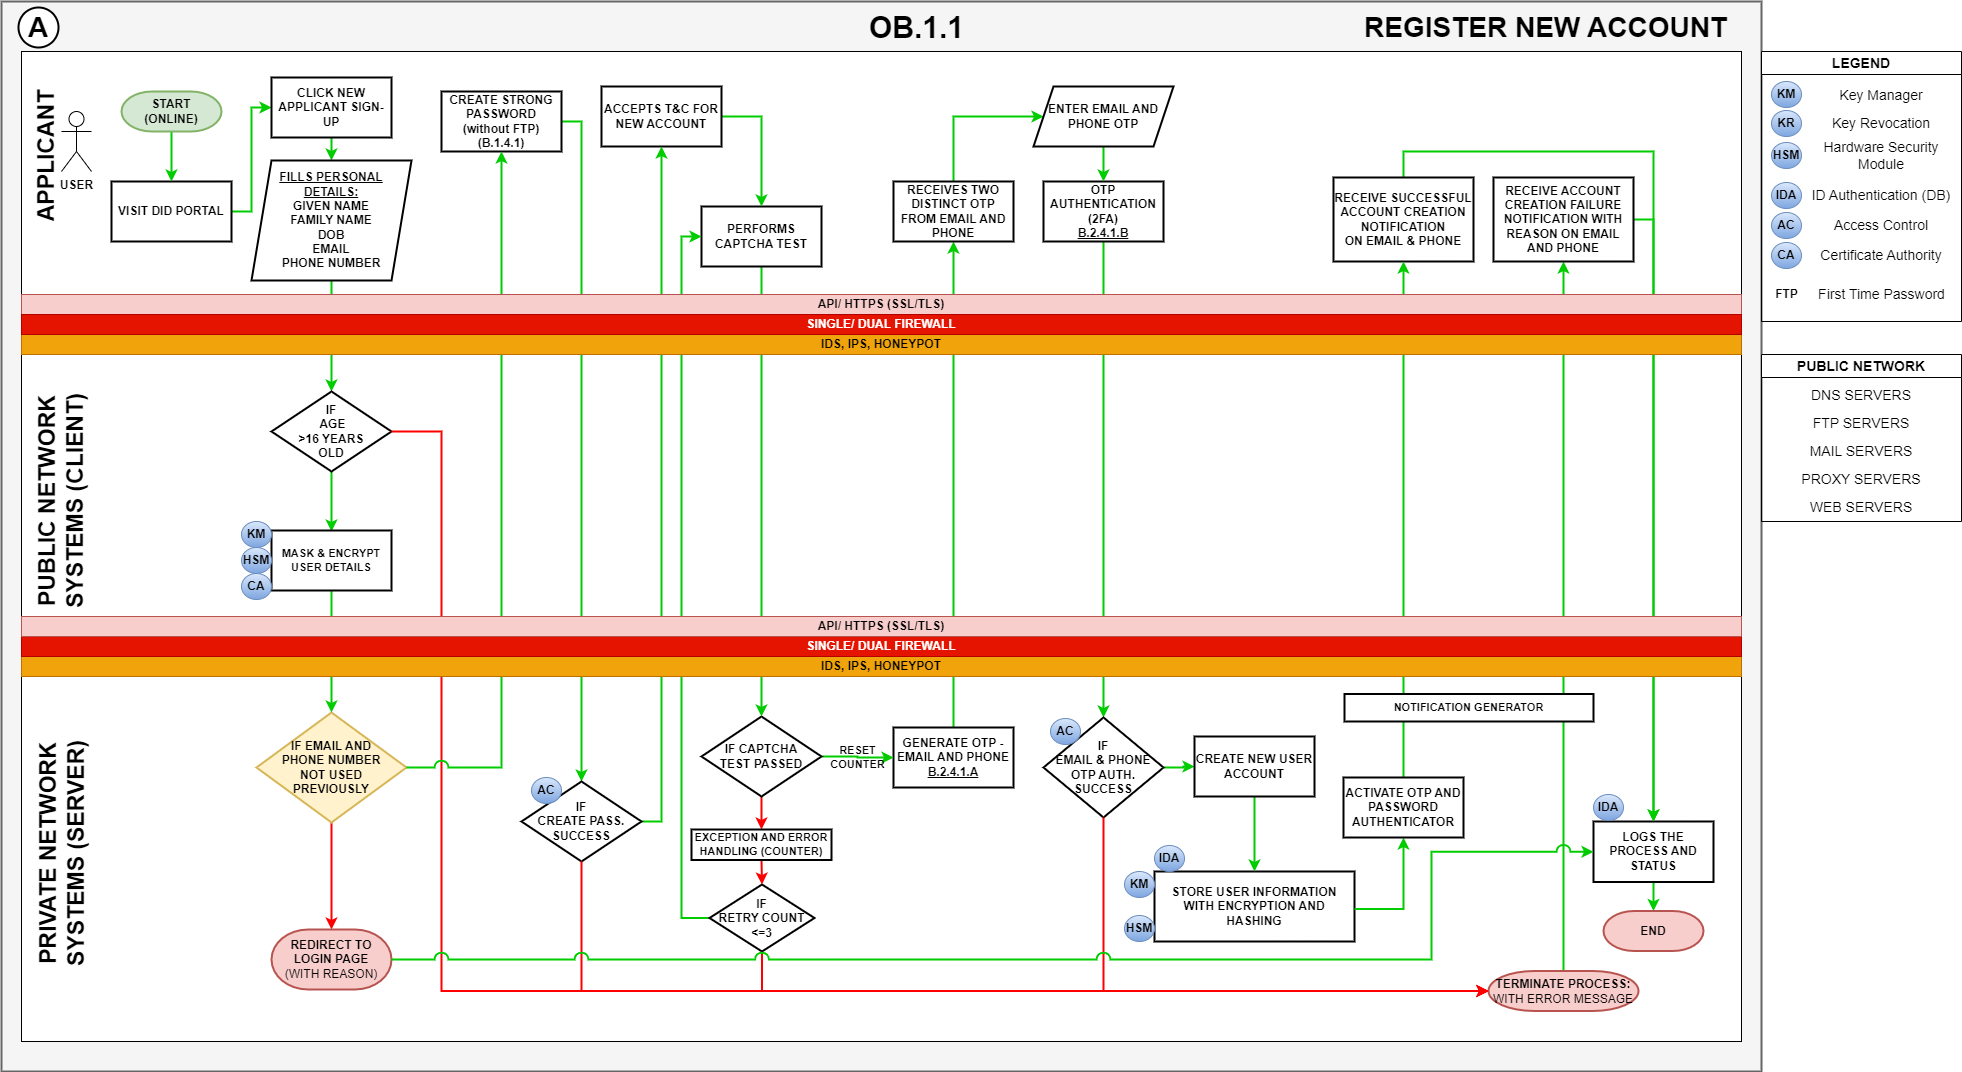 A
OB.1.1
REGISTER NEW ACCOUNT
APPLICANT
USER
START
(ONLINE)
VISIT DID PORTAL
CLICK NEW
APPLICANT SIGN-
UP
FILLS PERSONAL
DETAILS:
GIVEN NAME
FAMILY NAME
DOB
EMAIL
PHONE NUMBER
CREATE STRONG
PASSWORD
(without FTP)
(B.1.4.1)
ACCEPTS T&C FOR
NEW ACCOUNT
PERFORMS
CAPTCHA TEST
RECEIVES TWO
DISTINCT OTP
FROM EMAIL AND
PHONE
ENTER EMAIL AND
PHONE OTP
OTP
AUTHENTICATION
(2FA)
B.2.4.1.B
RECEIVE SUCCESSFUL
ACCOUNT CREATION
NOTIFICATION
ON EMAIL & PHONE
RECEIVE ACCOUNT
CREATION FAILURE
NOTIFICATION WITH
REASON ON EMAIL
AND PHONE
API/ HTTPS (SSL/TLS)
SINGLE/ DUAL FIREWALL
IDS, IPS, HONEYPOT
PUBLIC NETWORK
SYSTEMS (CLIENT)
IF
AGE
>16 YEARS
OLD
KM
HSM
CA
MASK & ENCRYPT
USER DETAILS
API/ HTTPS (SSL/TLS)
SINGLE/ DUAL FIREWALL
IDS, IPS, HONEYPOT
PRIVATE NETWORK
SYSTEMS (SERVER)
IF EMAIL AND
PHONE NUMBER
NOT USED
PREVIOUSLY
REDIRECT TO
LOGIN PAGE
(WITH REASON)
AC
IF
CREATE PASS.
SUCCESS
IF CAPTCHA
TEST PASSED
RESET
COUNTER
EXCEPTION AND ERROR
HANDLING (COUNTER)
IF
RETRY COUNT
<=3
GENERATE OTP -
EMAIL AND PHONE
B.2.4.1.A
AC
IF
EMAIL & PHONE
OTP AUTH.
SUCCESS
CREATE NEW USER
ACCOUNT
IDA
KM
HSM
STORE USER INFORMATION
WITH ENCRYPTION AND
HASHING
NOTIFICATION GENERATOR
ACTIVATE OTP AND
PASSWORD
AUTHENTICATOR
IDA
LOGS THE
PROCESS AND
STATUS
END
TERMINATE PROCESS:
WITH ERROR MESSAGE
LEGEND
KM Key Manager
KR Key Revocation
HSM Hardware Security
Module
IDA ID Authentication (DB)
AC Access Control
CA Certificate Authority
FTP First Time Password
PUBLIC NETWORK
DNS SERVERS
FTP SERVERS
MAIL SERVERS
PROXY SERVERS
WEB SERVERS